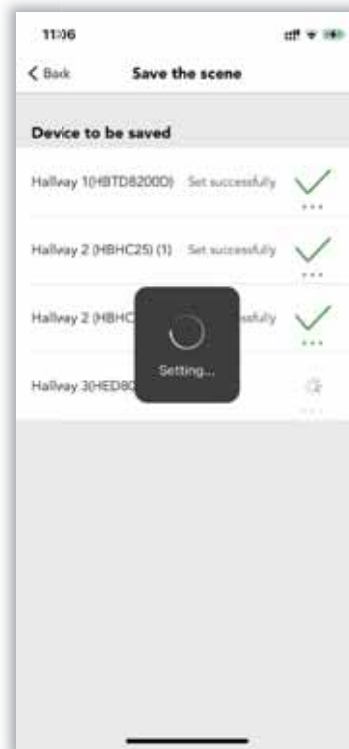 11:06
Back Save the scene
Device to be saved
Hallway 1(HBTD8200D) Set successfully
Hallway 2 (HBHC25) (1) Set successfully
Hallway 2 (HBHC
Setting...
Hallway 3(HED80